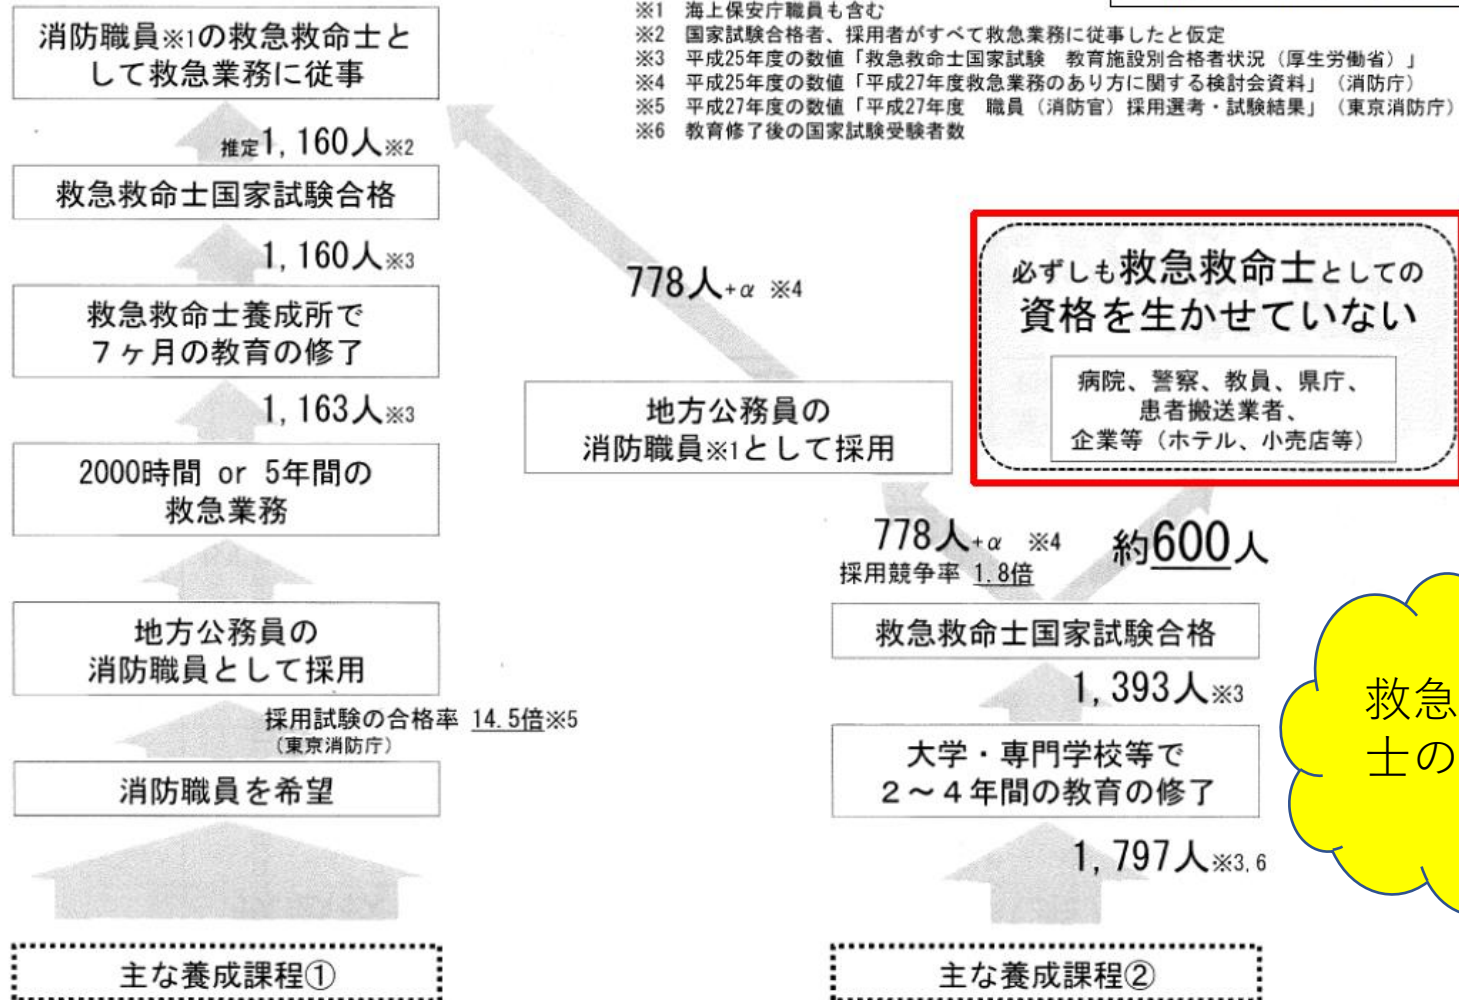 ※1 海上保安庁職員も含む
※2 国家試験合格者、採用者がすべて救急業務に従事したと仮定
※3 平成25年度の数値「救急救命士国家試験 教育施設別合格者状況（厚生労働省）」
※4 平成25年度の数値「平成27年度救急業務のあり方に関する検討会資料」（消防庁）
※5 平成27年度の数値「平成27年度 職員（消防官）採用選考・試験結果」（東京消防庁）
※6 教育修了後の国家試験受験者数
消防職員※1の救急救命士と
して救急業務に従事
推定1,160人※2
救急救命士国家試験合格
1,160人※3
救急救命士養成所で
７ヶ月の教育の修了
1,163人※3
2000時間 or 5年間の
救急業務
地方公務員の
消防職員として採用
採用試験の合格率 14.5倍※5
（東京消防庁）
消防職員を希望
主な養成課程①
778人+α ※4
地方公務員の
消防職員※1として採用
必ずしも救急救命士としての
資格を生かせていない
病院、警察、教員、県庁、
患者搬送業者、
企業等（ホテル、小売店等）
778人+α ※4
採用競争率 1.8倍
約600人
救急救命士国家試験合格
1,393人※3
大学・専門学校等で
２～４年間の教育の修了
1,797人※3,6
主な養成課程②
救急
士の